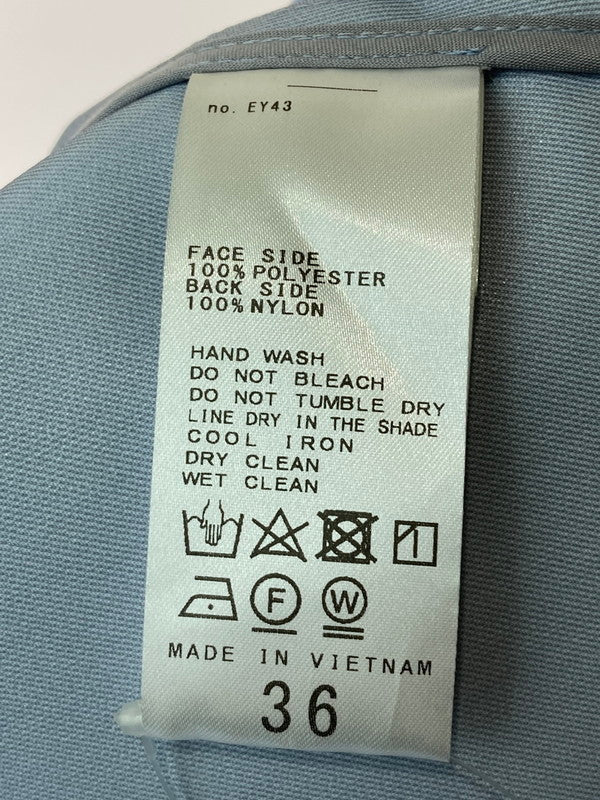 no. EY43
FACE SIDE
100% POLYESTER
BACK SIDE
100% NYLON
HAND WASH
DO NOT BLEACH
DO NOT TUMBLE DRY
LINE DRY IN THE SHADE
COOL IRON
DRY CLEAN
WET CLEAN
F W
MADE IN VIETNAM
36